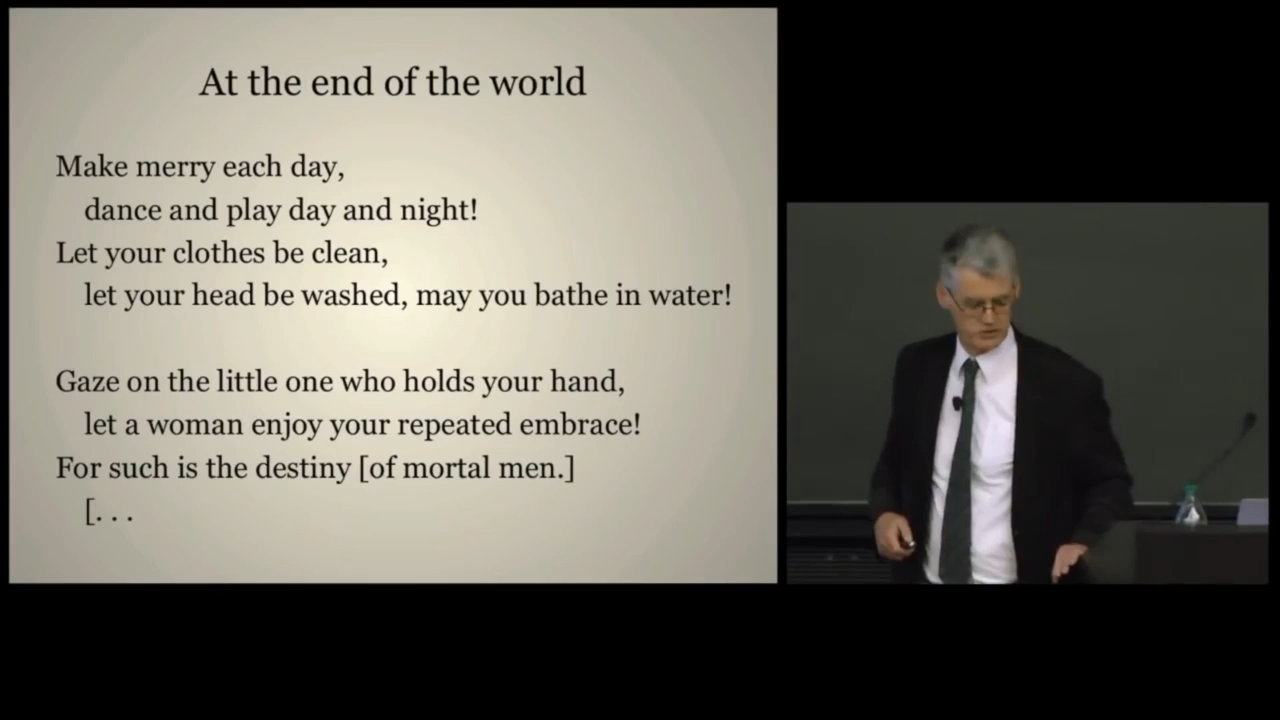 At the end of the world
Make merry each day,
dance and play day and night!
Let your clothes be clean,
let your head be washed, may you bathe in water!
Gaze on the little one who holds your hand,
let a woman enjoy your repeated embrace!
For such is the destiny [of mortal men.]
[. . .